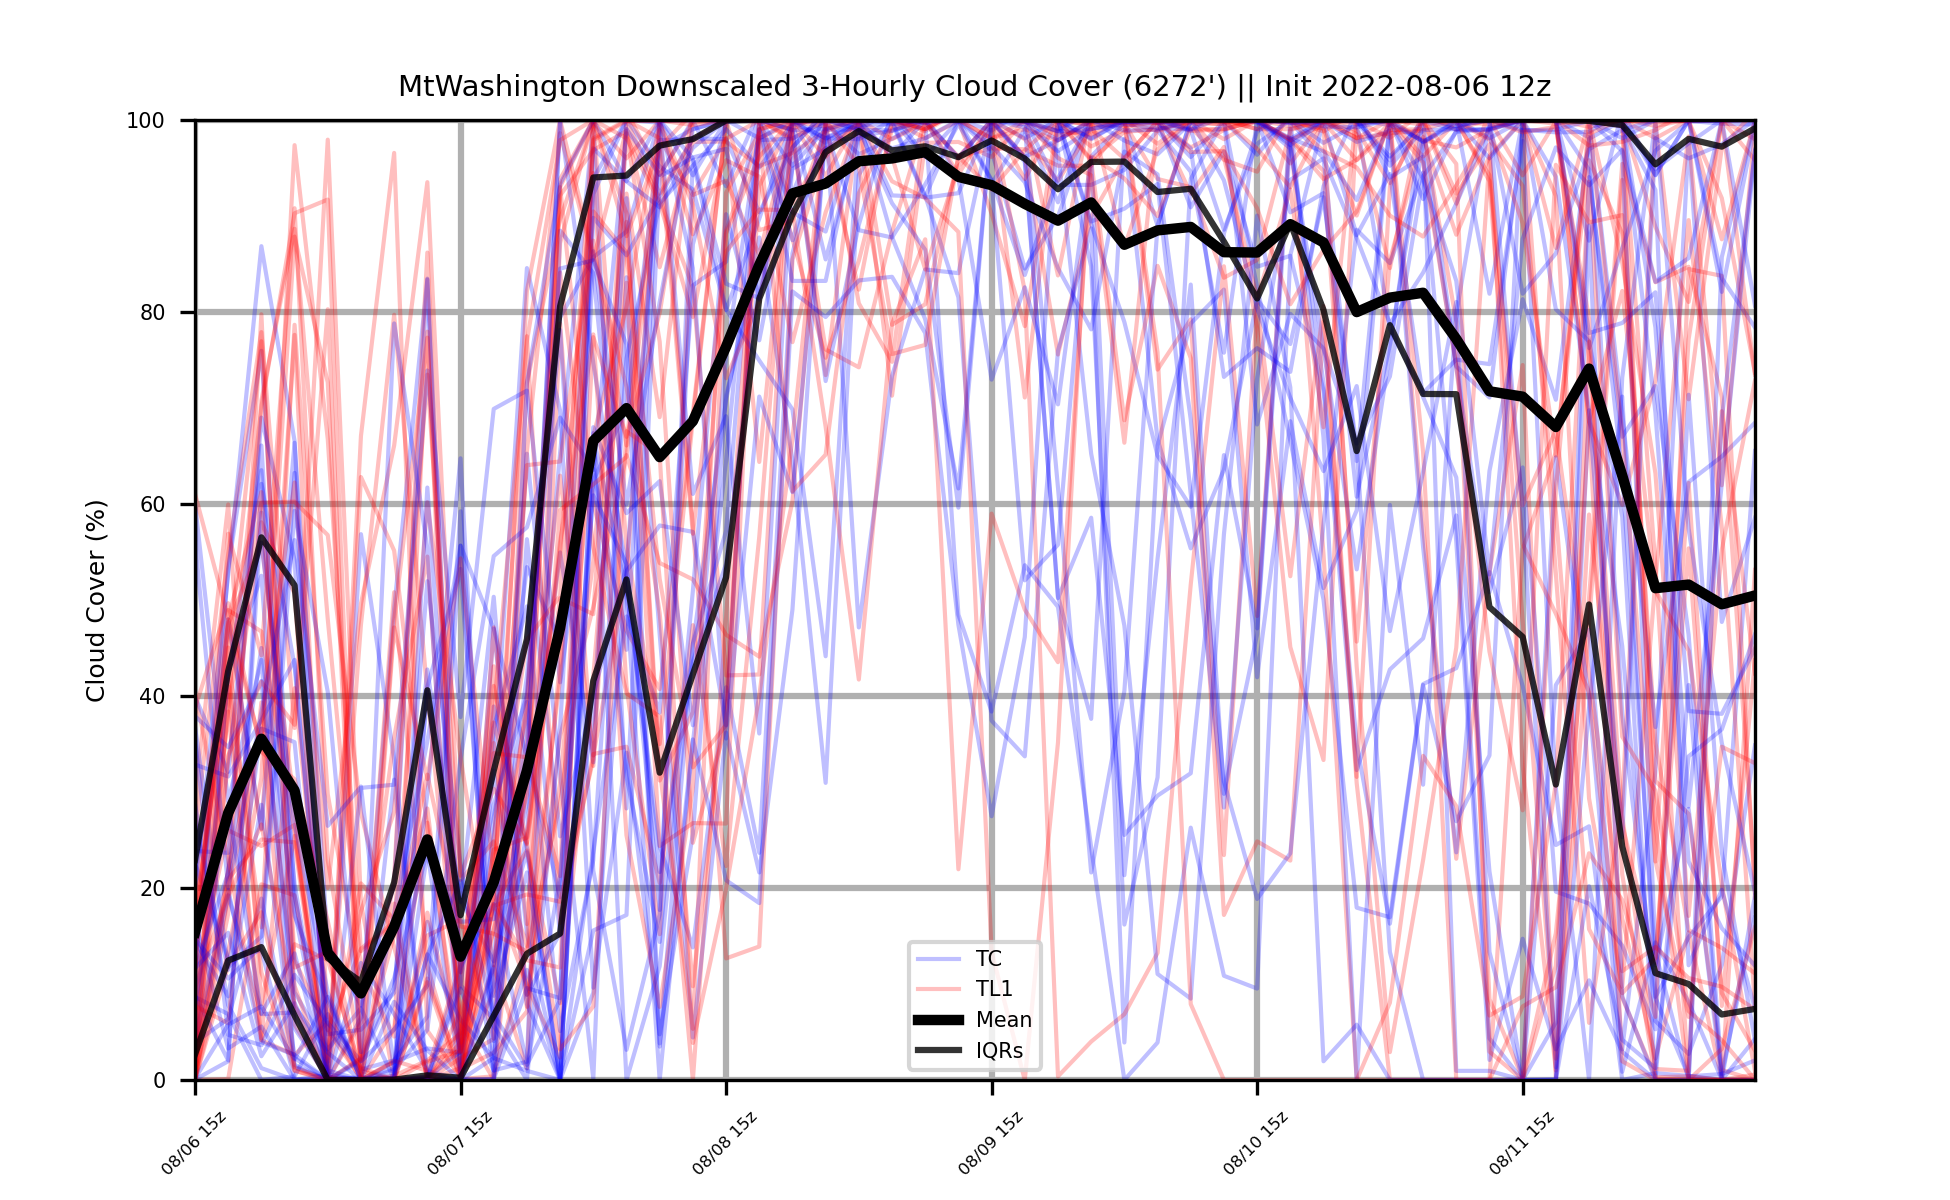 MtWashington Downscaled 3-Hourly Cloud Cover (6272') || Init 2022-08-06 12z
Cloud Cover (%)
100
80
60
40
20
0
TC
TL1
Mean
IQRs
08/06 15z
08/07 15z
08/08 15z
08/09 15z
08/10 15z
08/11 15z